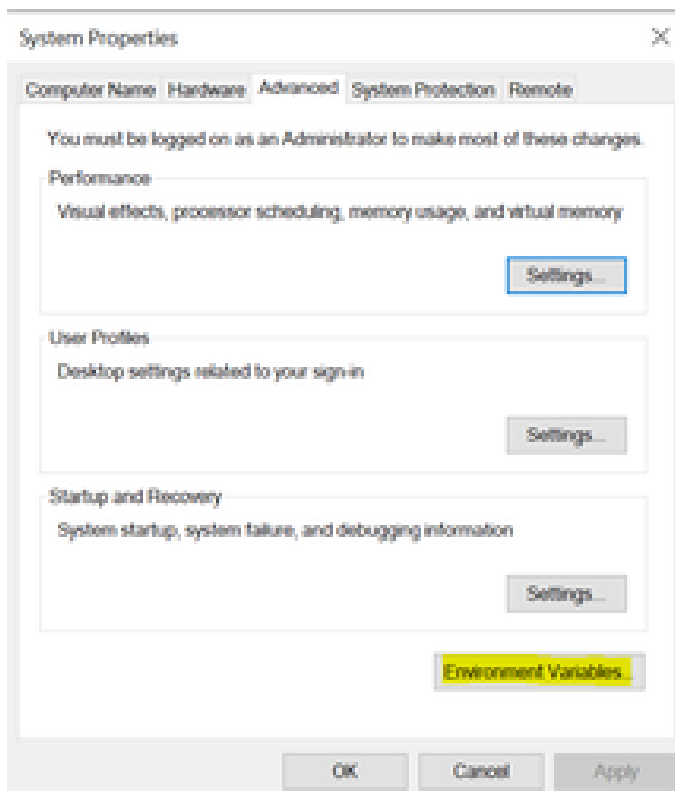 System Properties
Computer Name Hardware Advanced System Protection Remote
You must be logged on as an Administrator to make most of these changes.
Performance
Visual effects, processor scheduling, memory usage, and virtual memory
Settings...
User Profiles
Desktop settings related to your sign-in
Settings...
Startup and Recovery
System startup, system failure, and debugging information
Settings...
Environment Variables...
OK Cancel Apply